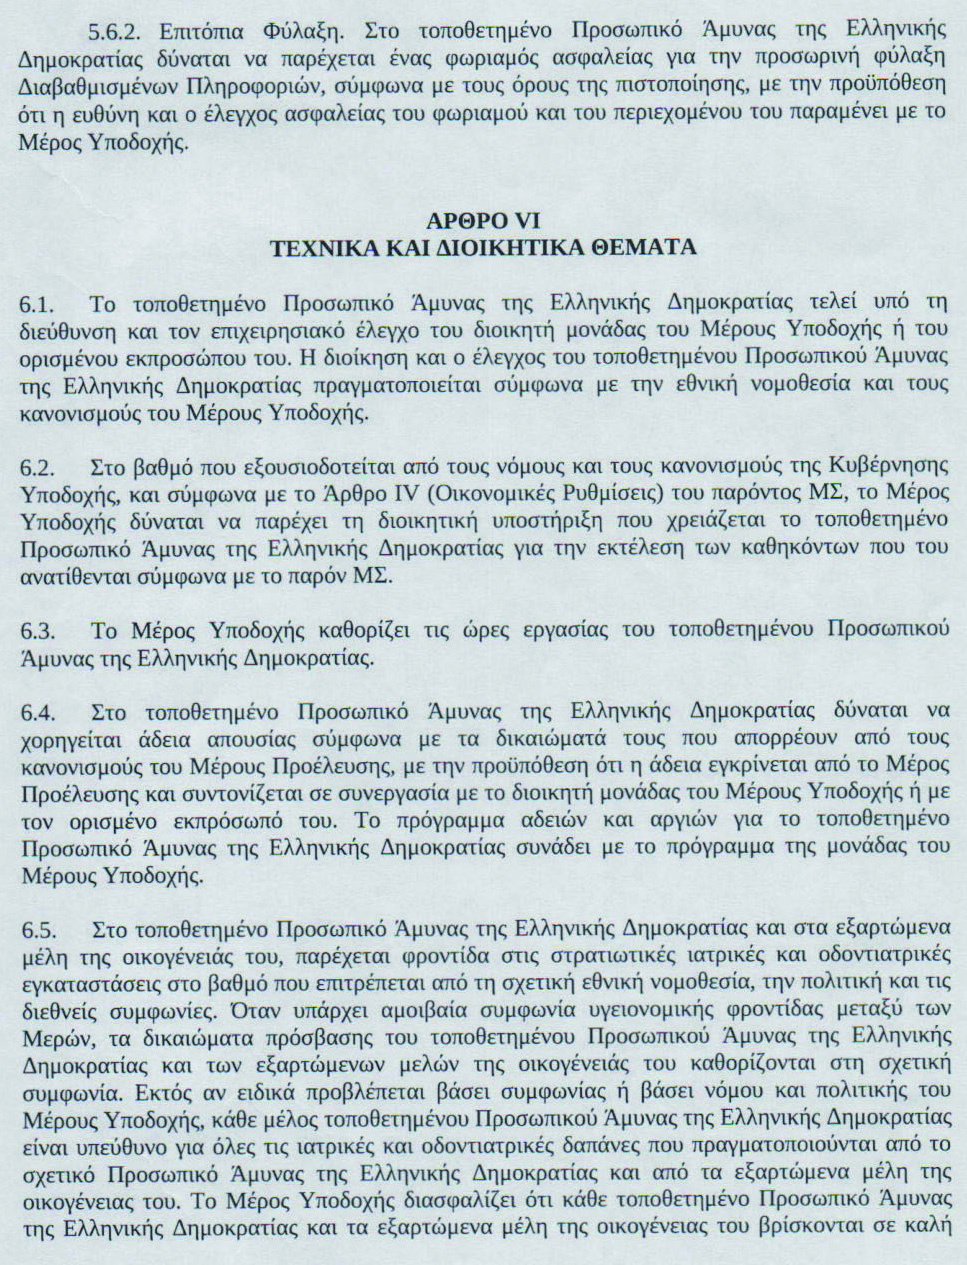 5.6.2. Επιτόπια Φύλαξη. Στο τοποθετημένο Προσωπικό Άμυνας της Ελληνικής
Δημοκρατίας δύναται να παρέχεται ένας φωριαμός ασφαλείας για την προσωρινή φύλαξη
Διαβαθμισμένων Πληροφοριών, σύμφωνα με τους όρους της πιστοποίησης, με την προϋπόθεση
ότι η ευθύνη και ο έλεγχος ασφαλείας του φωριαμού και του περιεχομένου του παραμένει με το
Μέρος Υποδοχής.
ΑΡΘΡΟ VI
ΤΕΧΝΙΚΑ ΚΑΙ ΔΙΟΙΚΗΤΙΚΑ ΘΕΜΑΤΑ
6.1. Το τοποθετημένο Προσωπικό Άμυνας της Ελληνικής Δημοκρατίας τελεί υπό τη
διεύθυνση και τον επιχειρησιακό έλεγχο του διοικητή μονάδας του Μέρους Υποδοχής ή του
ορισμένου εκπροσώπου του. Η διοίκηση και ο έλεγχος του τοποθετημένου Προσωπικού Άμυνας
της Ελληνικής Δημοκρατίας πραγματοποιείται σύμφωνα με την εθνική νομοθεσία και τους
κανονισμούς του Μέρους Υποδοχής.
6.2. Στο βαθμό που εξουσιοδοτείται από τους νόμους και τους κανονισμούς της Κυβέρνησης
Υποδοχής, και σύμφωνα με το Άρθρο IV (Οικονομικές Ρυθμίσεις) του παρόντος ΜΣ, το Μέρος
Υποδοχής δύναται να παρέχει τη διοικητική υποστήριξη που χρειάζεται το τοποθετημένο
Προσωπικό Άμυνας της Ελληνικής Δημοκρατίας για την εκτέλεση των καθηκόντων που του
ανατίθενται σύμφωνα με το παρόν ΜΣ.
6.3. Το Μέρος Υποδοχής καθορίζει τις ώρες εργασίας του τοποθετημένου Προσωπικού
Άμυνας της Ελληνικής Δημοκρατίας.
6.4. Στο τοποθετημένο Προσωπικό Άμυνας της Ελληνικής Δημοκρατίας δύναται να
χορηγείται άδεια απουσίας σύμφωνα με τα δικαιώματά τους που απορρέουν από τους
κανονισμούς του Μέρους Προέλευσης, με την προϋπόθεση ότι η άδεια εγκρίνεται από το Μέρος
Προέλευσης και συντονίζεται σε συνεργασία με το διοικητή μονάδας του Μέρους Υποδοχής ή με
τον ορισμένο εκπρόσωπό του. Το πρόγραμμα αδειών και αργιών για το τοποθετημένο
Προσωπικό Άμυνας της Ελληνικής Δημοκρατίας συνάδει με το πρόγραμμα της μονάδας του
Μέρους Υποδοχής.
6.5. Στο τοποθετημένο Προσωπικό Άμυνας της Ελληνικής Δημοκρατίας και στα εξαρτώμενα
μέλη της οικογένειάς του, παρέχεται φροντίδα στις στρατιωτικές ιατρικές και οδοντιατρικές
εγκαταστάσεις στο βαθμό που επιτρέπεται από τη σχετική εθνική νομοθεσία, την πολιτική και τις
διεθνείς συμφωνίες. Όταν υπάρχει αμοιβαία συμφωνία υγειονομικής φροντίδας μεταξύ των
Μερών, τα δικαιώματα πρόσβασης του τοποθετημένου Προσωπικού Άμυνας της Ελληνικής
Δημοκρατίας και των εξαρτώμενων μελών της οικογένειάς του καθορίζονται στη σχετική
συμφωνία. Εκτός αν ειδικά προβλέπεται βάσει συμφωνίας ή βάσει νόμου και πολιτικής του
Μέρους Υποδοχής, κάθε μέλος τοποθετημένου Προσωπικού Άμυνας της Ελληνικής Δημοκρατίας
είναι υπεύθυνο για όλες τις ιατρικές και οδοντιατρικές δαπάνες που πραγματοποιούνται από το
σχετικό Προσωπικό Άμυνας της Ελληνικής Δημοκρατίας και από τα εξαρτώμενα μέλη της
οικογένειας του. Το Μέρος Υποδοχής διασφαλίζει ότι κάθε τοποθετημένο Προσωπικό Άμυνας
της Ελληνικής Δημοκρατίας και τα εξαρτώμενα μέλη της οικογένειας του βρίσκονται σε καλή